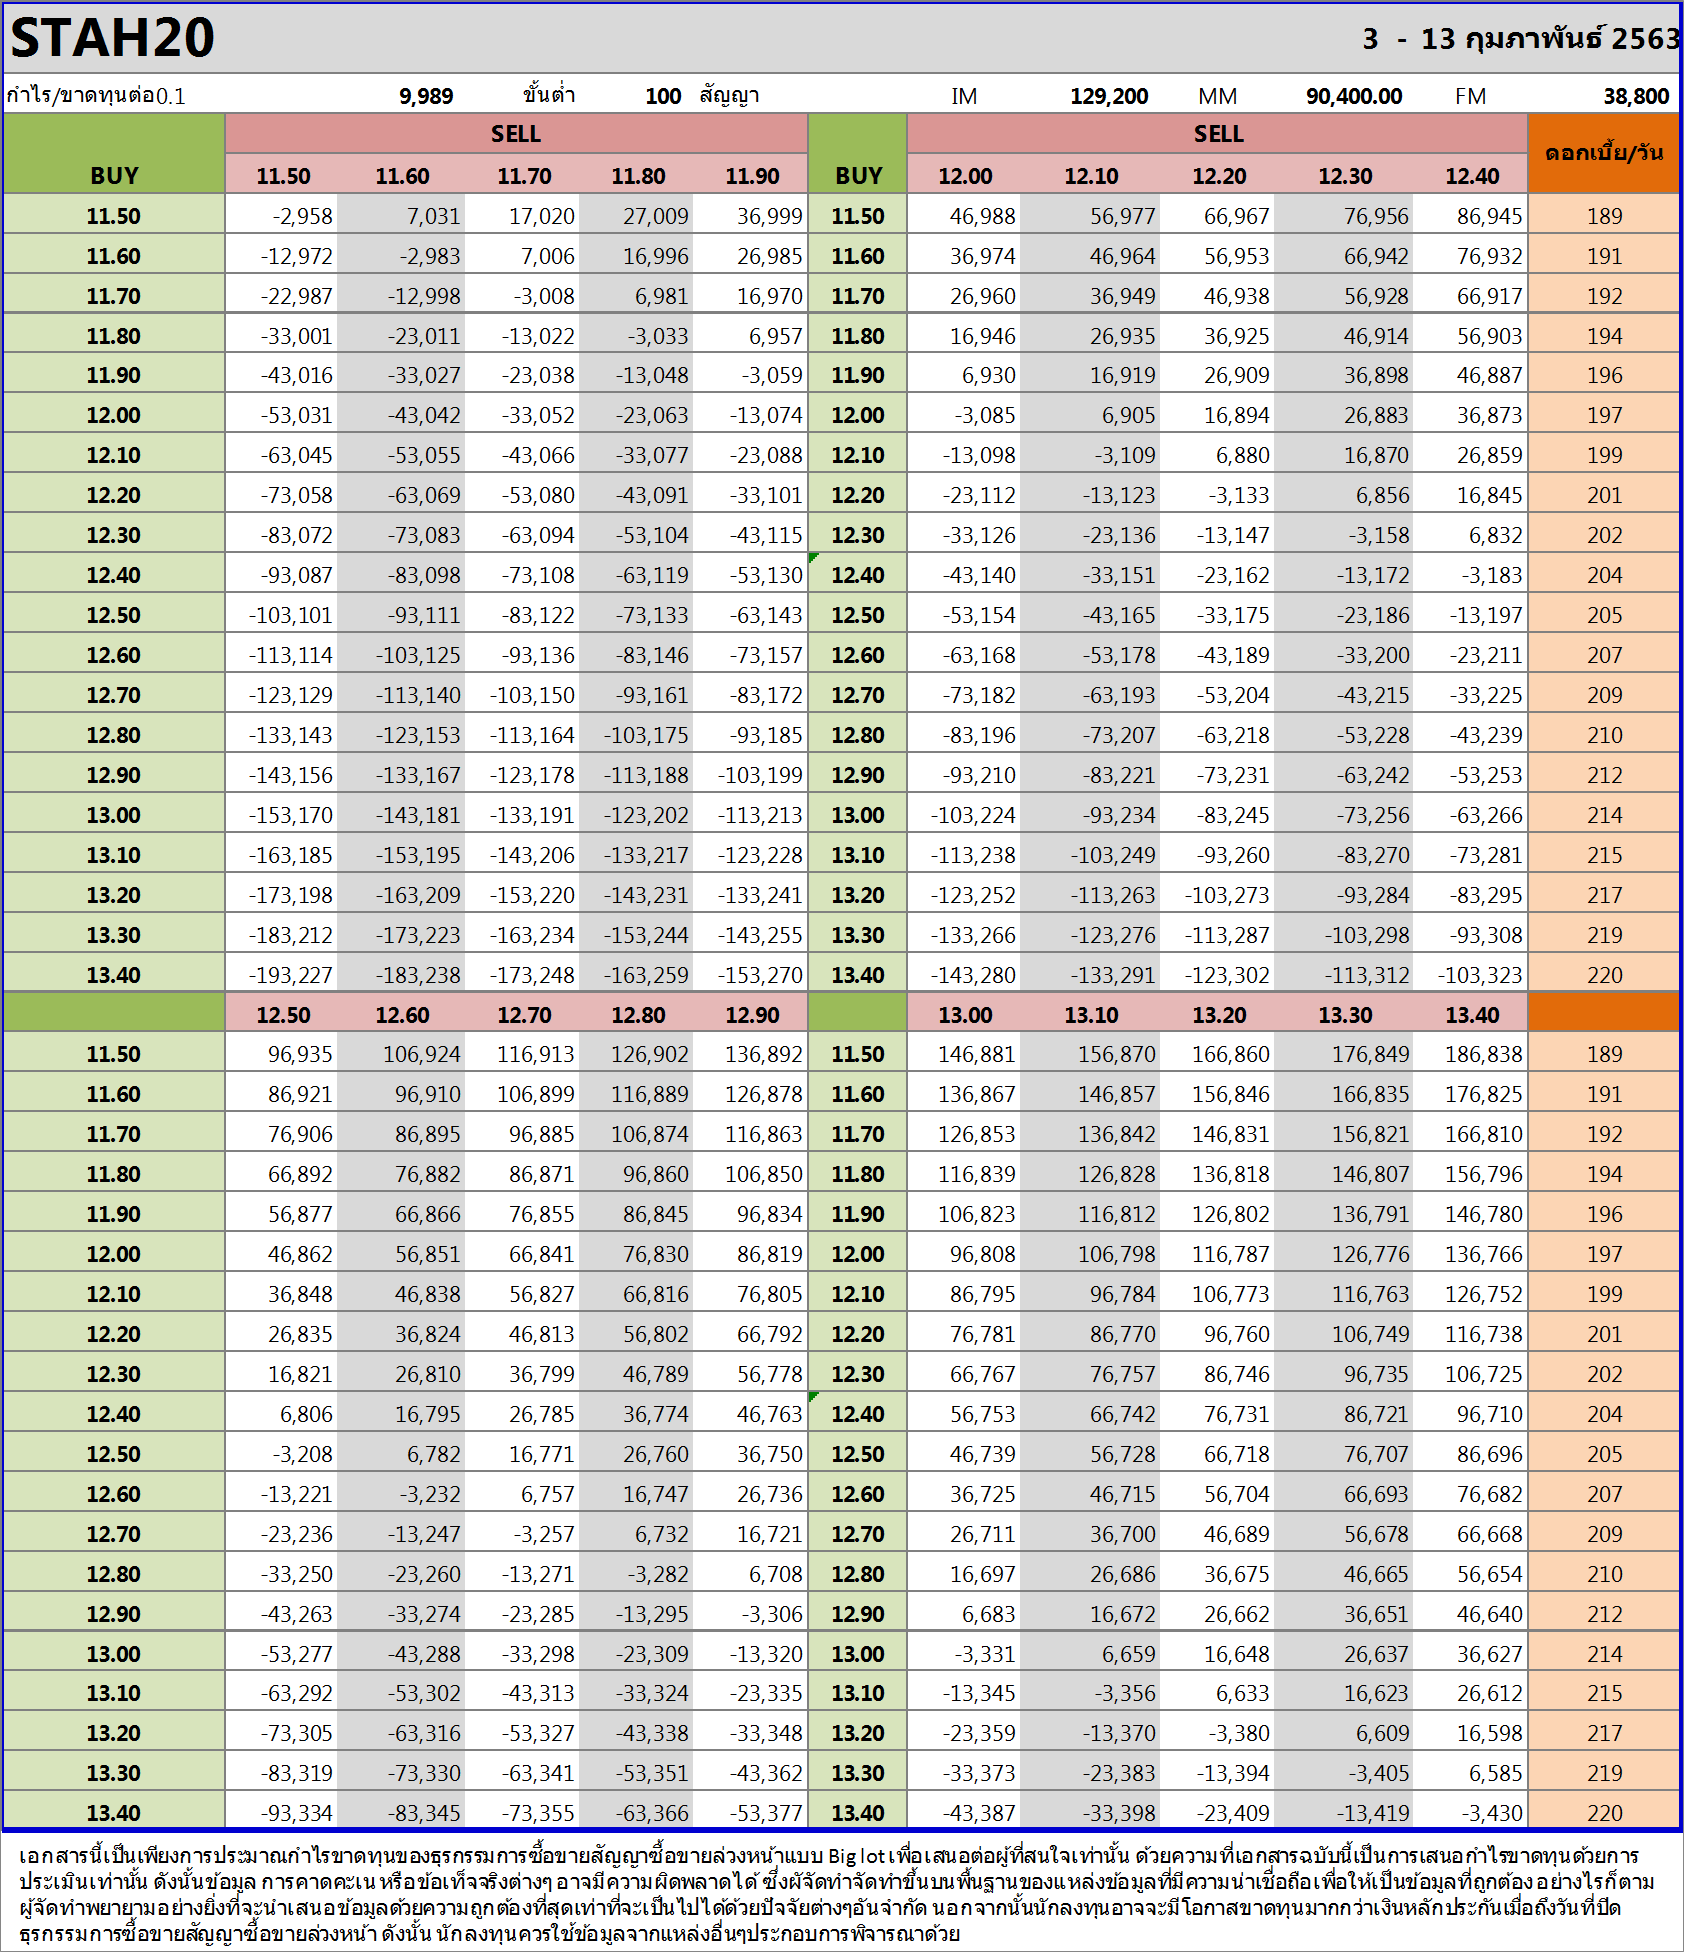 STAH20 3 - 13 กุมภาพันธ์ 2563
กำไร/ขาดทุนต่อ0.1 9,989 ขั้นต่ำ 100 สัญญา IM 129,200 MM 90,400.00 FM 38,800
SELL SELL ดอกเบี้ย/วัน
BUY 11.50 11.60 11.70 11.80 11.90 BUY 12.00 12.10 12.20 12.30 12.40
11.50 -2,958 7,031 17,020 27,009 36,999 11.50 46,988 56,977 66,967 76,956 86,945 189
11.60 -12,972 -2,983 7,006 16,996 26,985 11.60 36,974 46,964 56,953 66,942 76,932 191
11.70 -22,987 -12,998 -3,008 6,981 16,970 11.70 26,960 36,949 46,938 56,928 66,917 192
11.80 -33,001 -23,011 -13,022 -3,033 6,957 11.80 16,946 26,935 36,925 46,914 56,903 194
11.90 -43,016 -33,027 -23,038 -13,048 -3,059 11.90 6,930 16,919 26,909 36,898 46,887 196
12.00 -53,031 -43,042 -33,052 -23,063 -13,074 12.00 -3,085 6,905 16,894 26,883 36,873 197
12.10 -63,045 -53,055 -43,066 -33,077 -23,088 12.10 -13,098 -3,109 6,880 16,870 26,859 199
12.20 -73,058 -63,069 -53,080 -43,091 -33,101 12.20 -23,112 -13,123 -3,133 6,856 16,845 201
12.30 -83,072 -73,083 -63,094 -53,104 -43,115 12.30 -33,126 -23,136 -13,147 -3,158 6,832 202
12.40 -93,087 -83,098 -73,108 -63,119 -53,130 12.40 -43,140 -33,151 -23,162 -13,172 -3,183 204
12.50 -103,101 -93,111 -83,122 -73,133 -63,143 12.50 -53,154 -43,165 -33,175 -23,186 -13,197 205
12.60 -113,114 -103,125 -93,136 -83,146 -73,157 12.60 -63,168 -53,178 -43,189 -33,200 -23,211 207
12.70 -123,129 -113,140 -103,150 -93,161 -83,172 12.70 -73,182 -63,193 -53,204 -43,215 -33,225 209
12.80 -133,143 -123,153 -113,164 -103,175 -93,185 12.80 -83,196 -73,207 -63,218 -53,228 -43,239 210
12.90 -143,156 -133,167 -123,178 -113,188 -103,199 12.90 -93,210 -83,221 -73,231 -63,242 -53,253 212
13.00 -153,170 -143,181 -133,191 -123,202 -113,213 13.00 -103,224 -93,234 -83,245 -73,256 -63,266 214
13.10 -163,185 -153,195 -143,206 -133,217 -123,228 13.10 -113,238 -103,249 -93,260 -83,270 -73,281 215
13.20 -173,198 -163,209 -153,220 -143,231 -133,241 13.20 -123,252 -113,263 -103,273 -93,284 -83,295 217
13.30 -183,212 -173,223 -163,234 -153,244 -143,255 13.30 -133,266 -123,276 -113,287 -103,298 -93,308 219
13.40 -193,227 -183,238 -173,248 -163,259 -153,270 13.40 -143,280 -133,291 -123,302 -113,312 -103,323 220
12.50 12.60 12.70 12.80 12.90 13.00 13.10 13.20 13.30 13.40
11.50 96,935 106,924 116,913 126,902 136,892 11.50 146,881 156,870 166,860 176,849 186,838 189
11.60 86,921 96,910 106,899 116,889 126,878 11.60 136,867 146,857 156,846 166,835 176,825 191
11.70 76,906 86,895 96,885 106,874 116,863 11.70 126,853 136,842 146,831 156,821 166,810 192
11.80 66,892 76,882 86,871 96,860 106,850 11.80 116,839 126,828 136,818 146,807 156,796 194
11.90 56,877 66,866 76,855 86,845 96,834 11.90 106,823 116,812 126,802 136,791 146,780 196
12.00 46,862 56,851 66,841 76,830 86,819 12.00 96,808 106,798 116,787 126,776 136,766 197
12.10 36,848 46,838 56,827 66,816 76,805 12.10 86,795 96,784 106,773 116,763 126,752 199
12.20 26,835 36,824 46,813 56,802 66,792 12.20 76,781 86,770 96,760 106,749 116,738 201
12.30 16,821 26,810 36,799 46,789 56,778 12.30 66,767 76,757 86,746 96,735 106,725 202
12.40 6,806 16,795 26,785 36,774 46,763 12.40 56,753 66,742 76,731 86,721 96,710 204
12.50 -3,208 6,782 16,771 26,760 36,750 12.50 46,739 56,728 66,718 76,707 86,696 205
12.60 -13,221 -3,232 6,757 16,747 26,736 12.60 36,725 46,715 56,704 66,693 76,682 207
12.70 -23,236 -13,247 -3,257 6,732 16,721 12.70 26,711 36,700 46,689 56,678 66,668 209
12.80 -33,250 -23,260 -13,271 -3,282 6,708 12.80 16,697 26,686 36,675 46,665 56,654 210
12.90 -43,263 -33,274 -23,285 -13,295 -3,306 12.90 6,683 16,672 26,662 36,651 46,640 212
13.00 -53,277 -43,288 -33,298 -23,309 -13,320 13.00 -3,331 6,659 16,648 26,637 36,627 214
13.10 -63,292 -53,302 -43,313 -33,324 -23,335 13.10 -13,345 -3,356 6,633 16,623 26,612 215
13.20 -73,305 -63,316 -53,327 -43,338 -33,348 13.20 -23,359 -13,370 -3,380 6,609 16,598 217
13.30 -83,319 -73,330 -63,341 -53,351 -43,362 13.30 -33,373 -23,383 -13,394 -3,405 6,585 219
13.40 -93,334 -83,345 -73,355 -63,366 -53,377 13.40 -43,387 -33,398 -23,409 -13,419 -3,430 220
เอกสารนี้เป็นเพียงการประมาณกำไรขาดทุนของธุรกรรมการซื้อขายสัญญาซื้อขายล่วงหน้าแบบ Big lot เพื่อเสนอต่อผู้ที่สนใจเท่านั้น ด้วยความที่เอกสารฉบับนี้เป็นการเสนอกำไรขาดทุนด้วยการ
ประเมินเท่านั้น ดังนั้นข้อมูล การคาดคะเน หรือข้อเท็จจริงต่างๆ อาจมีความผิดพลาดได้ ซึ่งผู้จัดทำจัดทำขึ้นบนพื้นฐานของแหล่งข้อมูลที่มีความน่าเชื่อถือเพื่อให้เป็นข้อมูลที่ถูกต้อง อย่างไรก็ตาม
ผู้จัดทำพยายามอย่างยิ่งที่จะนำเสนอข้อมูลด้วยความถูกต้องที่สุดเท่าที่จะเป็นไปได้ด้วยปัจจัยต่างๆอันจำกัด นอกจากนั้นนักลงทุนอาจจะมีโอกาสขาดทุนมากกว่าเงินหลักประกันเมื่อถึงวันที่ปิด
ธุรกรรมการซื้อขายสัญญาซื้อขายล่วงหน้า ดังนั้น นักลงทุนควรใช้ข้อมูลจากแหล่งอื่นๆประกอบการพิจารณาด้วย